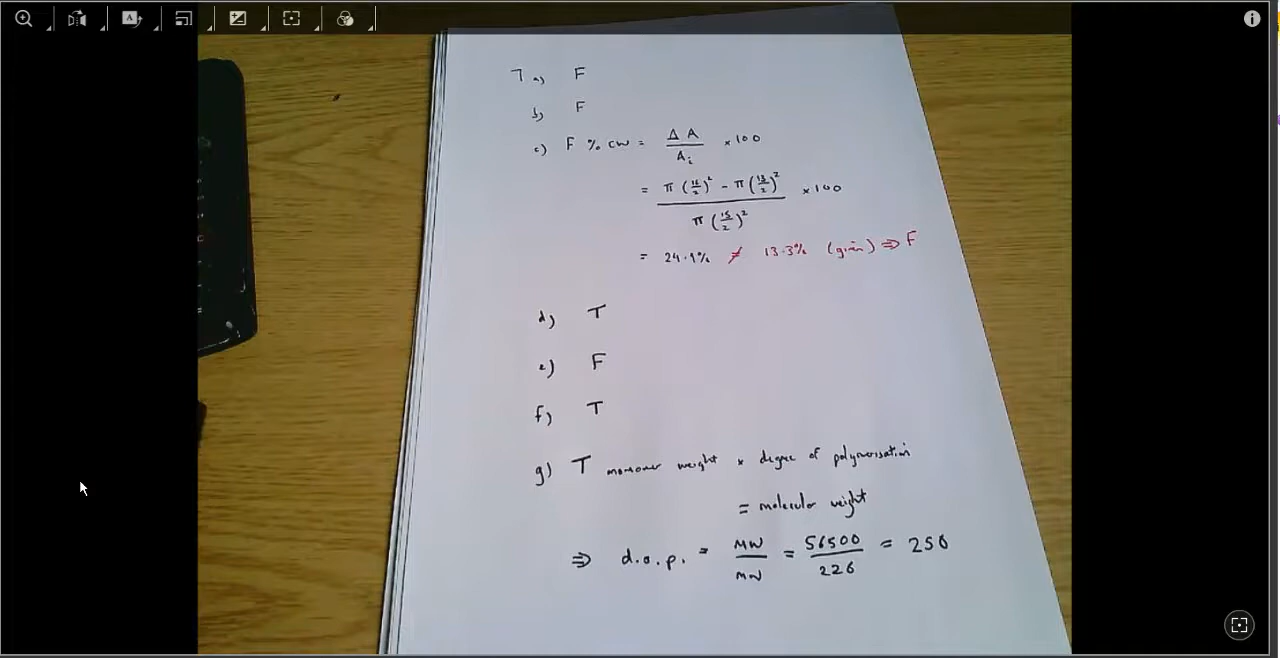 7 a) F
b) F
c) F % CW = ΔA / Aᵢ × 100
= π(15/2)² - π(13/2)² / π(15/2)² × 100
= 24.9% ≠ 13.3% (given) ⇒ F
d) T
e) F
f) T
g) T monomer weight × degree of polymerisation
= molecular weight
⇒ d.o.p. = MW / mw = 56500 / 226 = 250